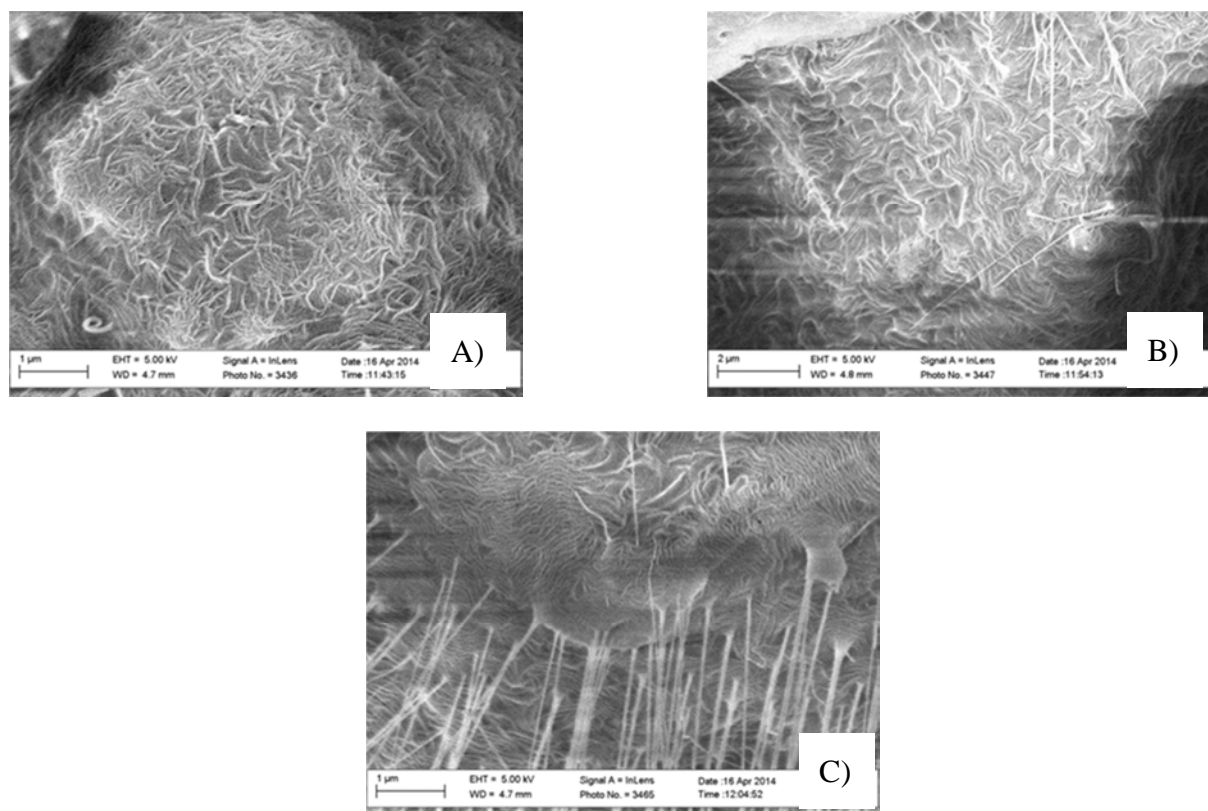 A)
1 µm EHT = 5.00 kV Signal A = InLens Date :16 Apr 2014
WD = 4.7 mm Photo No. = 3436 Time :11:43:15
B)
2 µm EHT = 5.00 kV Signal A = InLens Date :16 Apr 2014
WD = 4.8 mm Photo No. = 3447 Time :11:54:13
C)
1 µm EHT = 5.00 kV Signal A = InLens Date :16 Apr 2014
WD = 4.7 mm Photo No. = 3465 Time :12:04:52